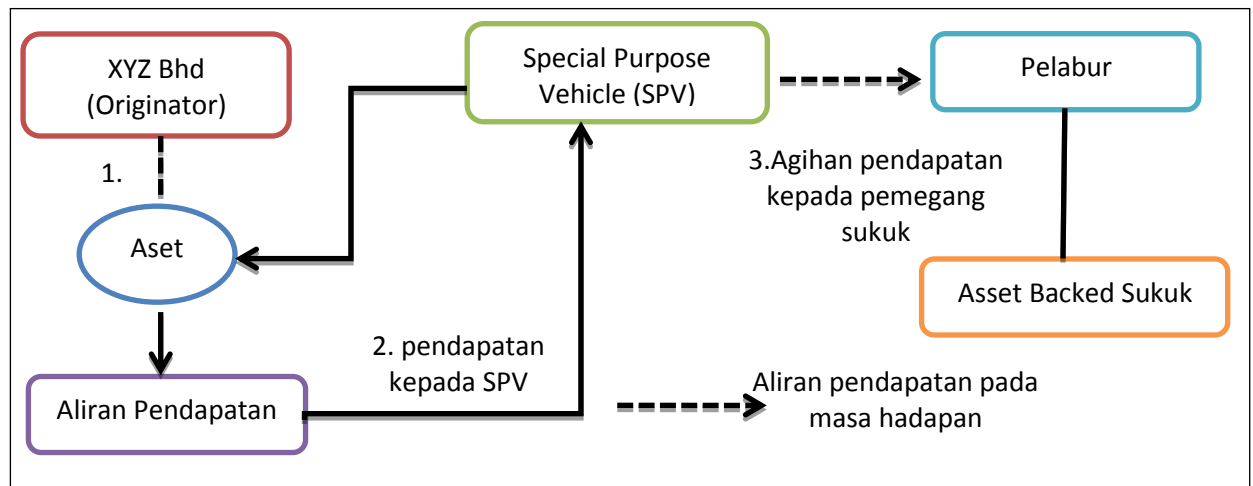 XYZ Bhd
(Originator)
Special Purpose
Vehicle (SPV)
Pelabur
1.
3.Agihan pendapatan
kepada pemegang
sukuk
Aset
Asset Backed Sukuk
2. pendapatan
kepada SPV
Aliran Pendapatan
Aliran pendapatan pada
masa hadapan